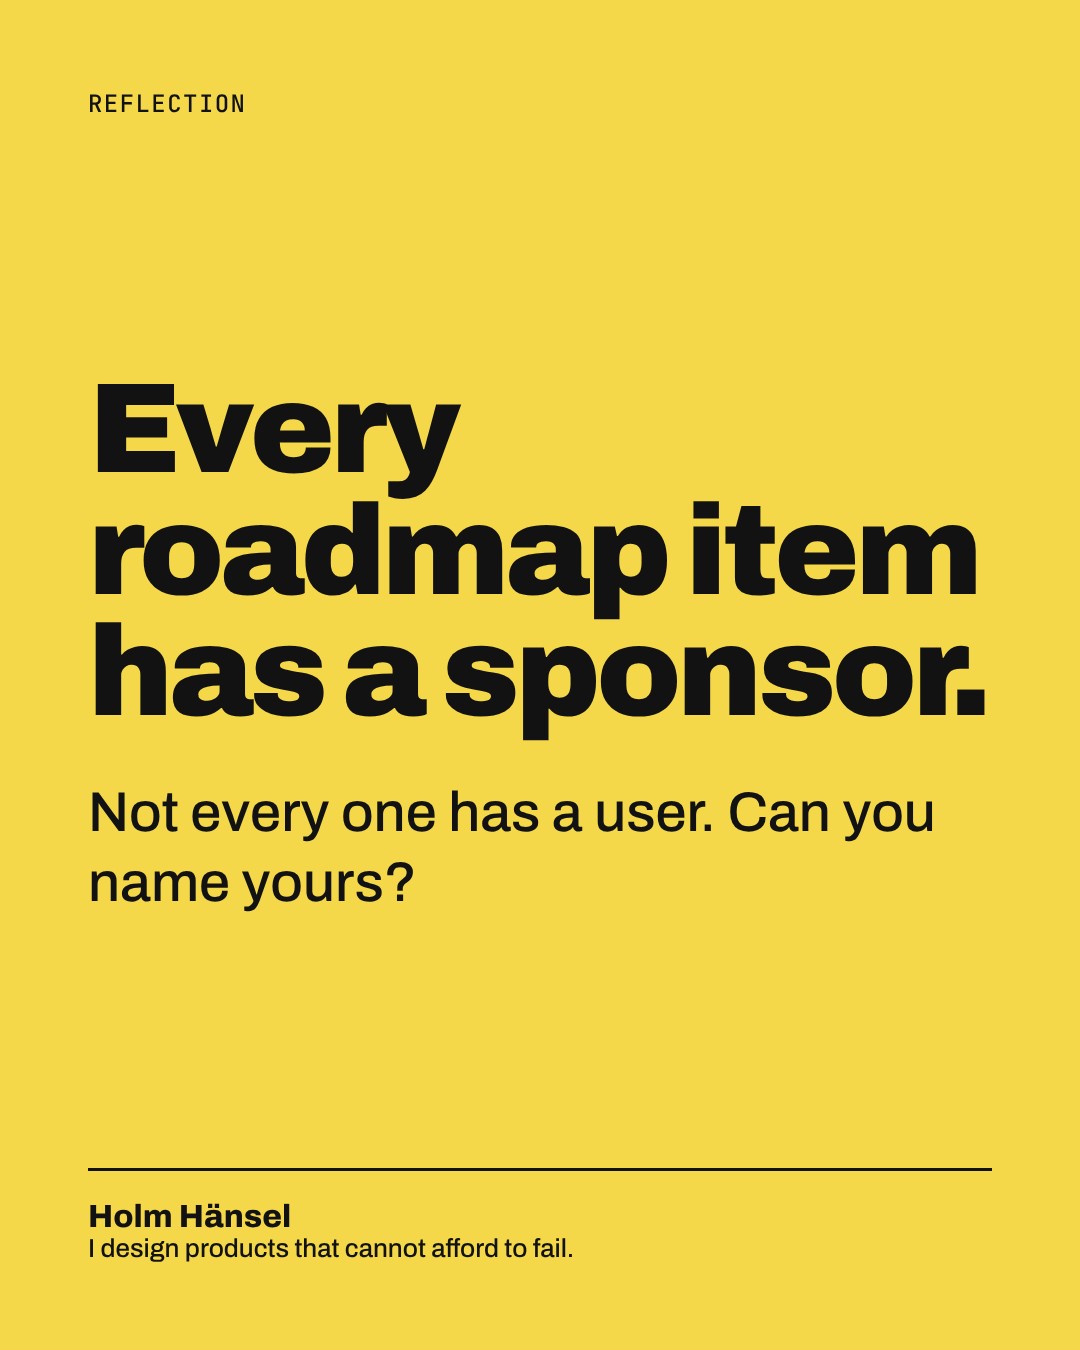 REFLECTION
Every
roadmap item
has a sponsor.
Not every one has a user. Can you
name yours?
Holm Hänsel
I design products that cannot afford to fail.